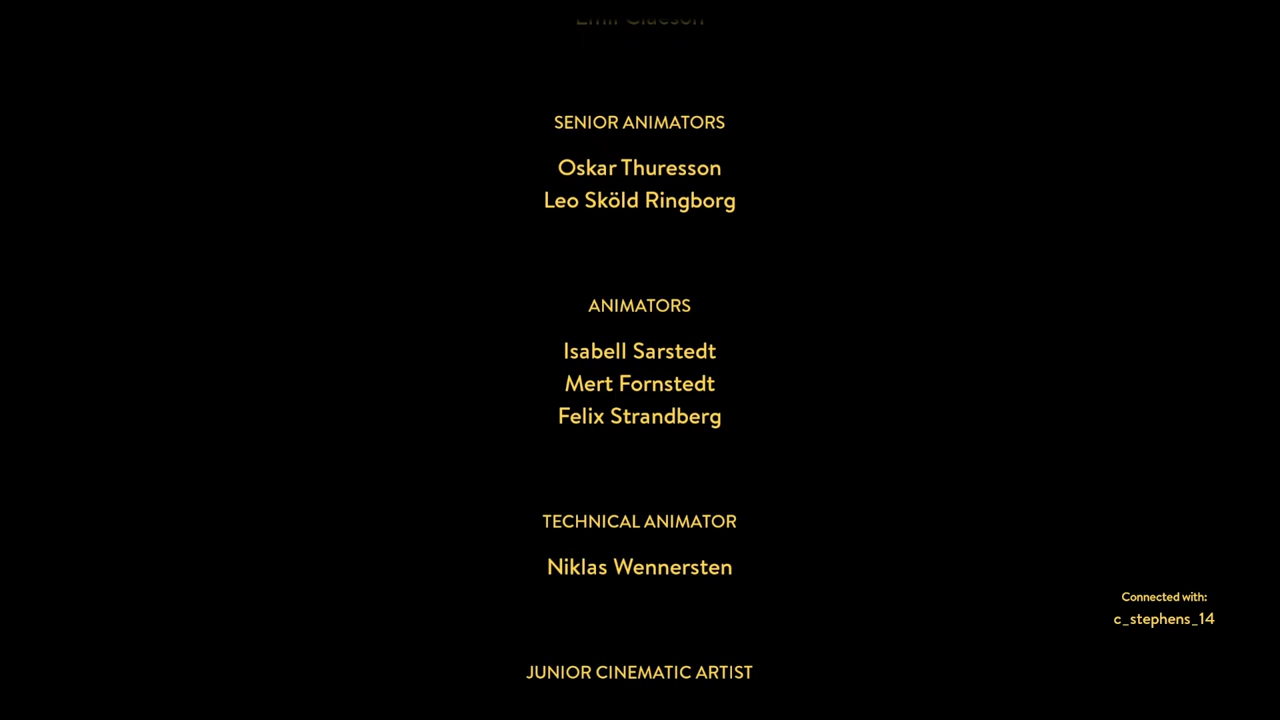 SENIOR ANIMATORS
Oskar Thuresson
Leo Sköld Ringborg
ANIMATORS
Isabell Sarstedt
Mert Fornstedt
Felix Strandberg
TECHNICAL ANIMATOR
Niklas Wennersten
Connected with:
c_stephens_14
JUNIOR CINEMATIC ARTIST